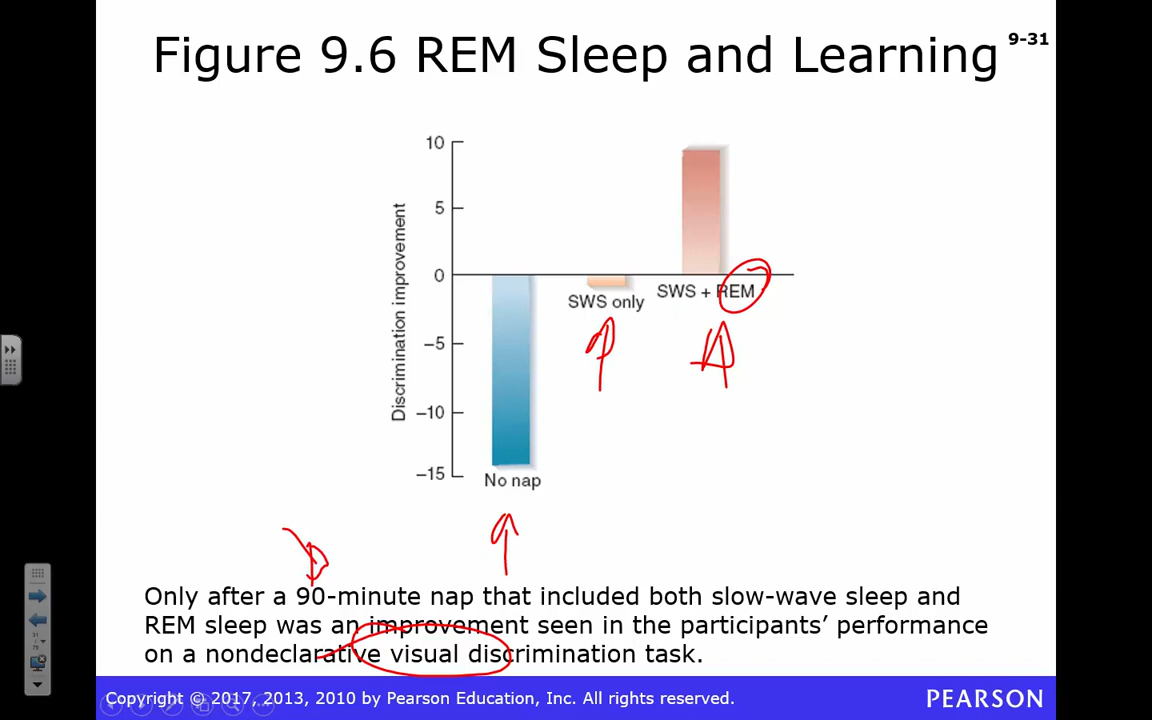 Figure 9.6 REM Sleep and Learning
9-31
10
5
0
−5
−10
−15
Discrimination improvement
SWS only
SWS + REM
No nap
Only after a 90-minute nap that included both slow-wave sleep and
REM sleep was an improvement seen in the participants’ performance
on a nondeclarative visual discrimination task.
Copyright © 2017, 2013, 2010 by Pearson Education, Inc. All rights reserved.
PEARSON